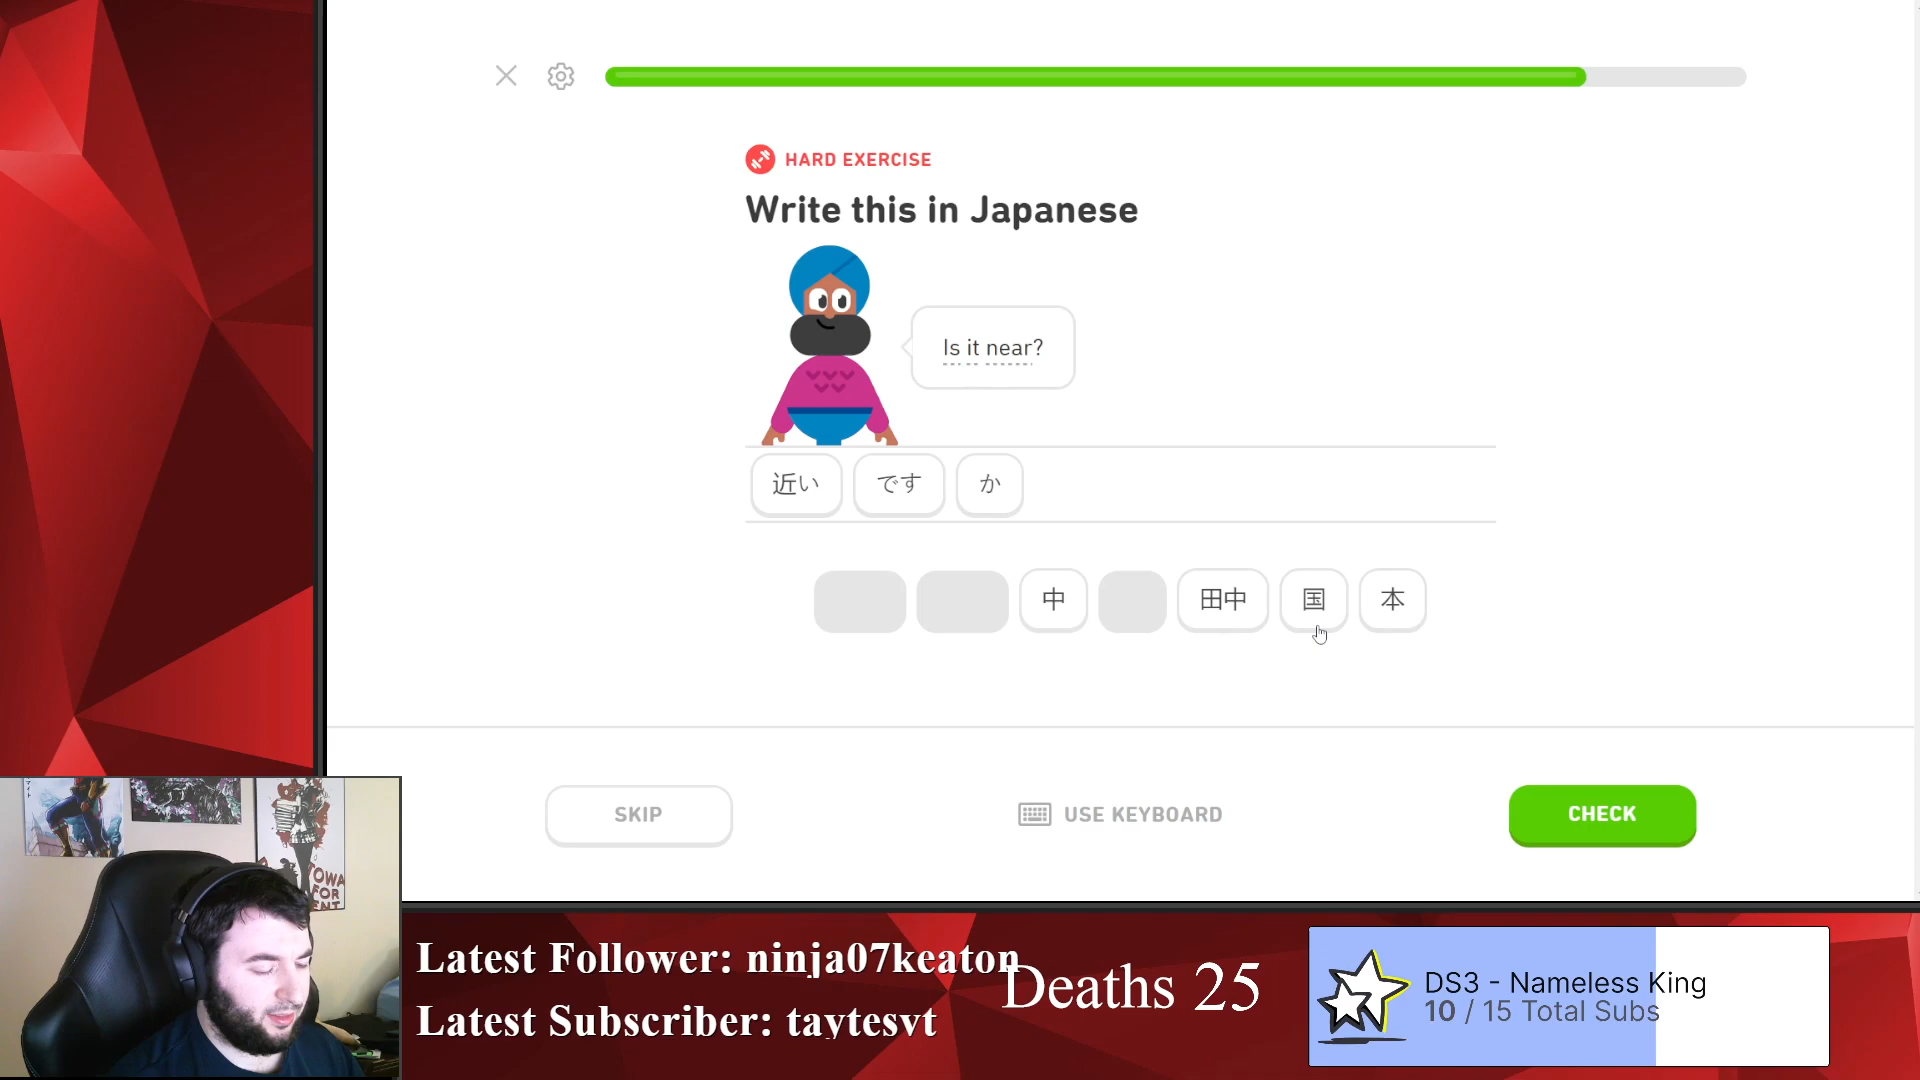 HARD EXERCISE
Write this in Japanese
Is it near?
近い です か
中 田中 国 本
SKIP
USE KEYBOARD
CHECK
Latest Follower: ninja07keaton
Latest Subscriber: taytesvt
Deaths 25
DS3 - Nameless King
10 / 15 Total Subs